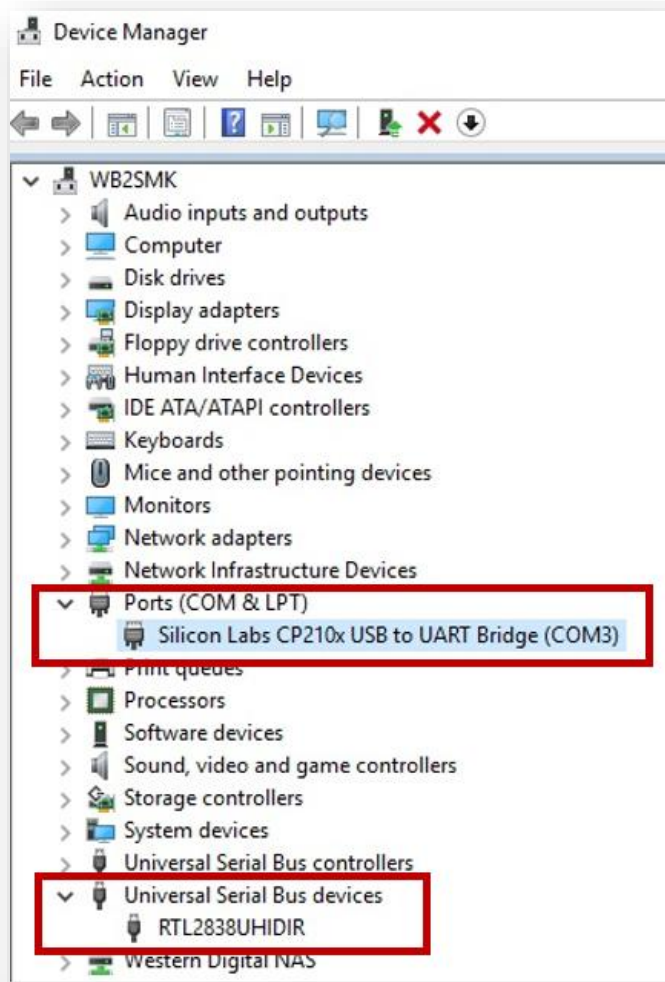 Device Manager
File Action View Help
WB2SMK
Audio inputs and outputs
Computer
Disk drives
Display adapters
Floppy drive controllers
Human Interface Devices
IDE ATA/ATAPI controllers
Keyboards
Mice and other pointing devices
Monitors
Network adapters
Network Infrastructure Devices
Ports (COM & LPT)
Silicon Labs CP210x USB to UART Bridge (COM3)
Print queues
Processors
Software devices
Sound, video and game controllers
Storage controllers
System devices
Universal Serial Bus controllers
Universal Serial Bus devices
RTL2838UHIDIR
Western Digital NAS